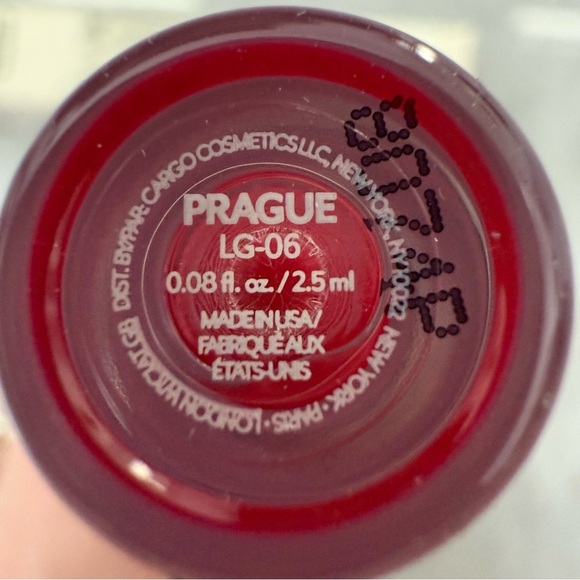 PRAGUE
LG-06
0.08 fl. oz. / 2.5 ml
MADE IN USA/
FABRIQUÉ AUX
ÉTATS-UNIS
DIST. BY/PAR: CARGO COSMETICS LLC, NEW YORK, NY 10022 NEW YORK • PARIS • LONDON